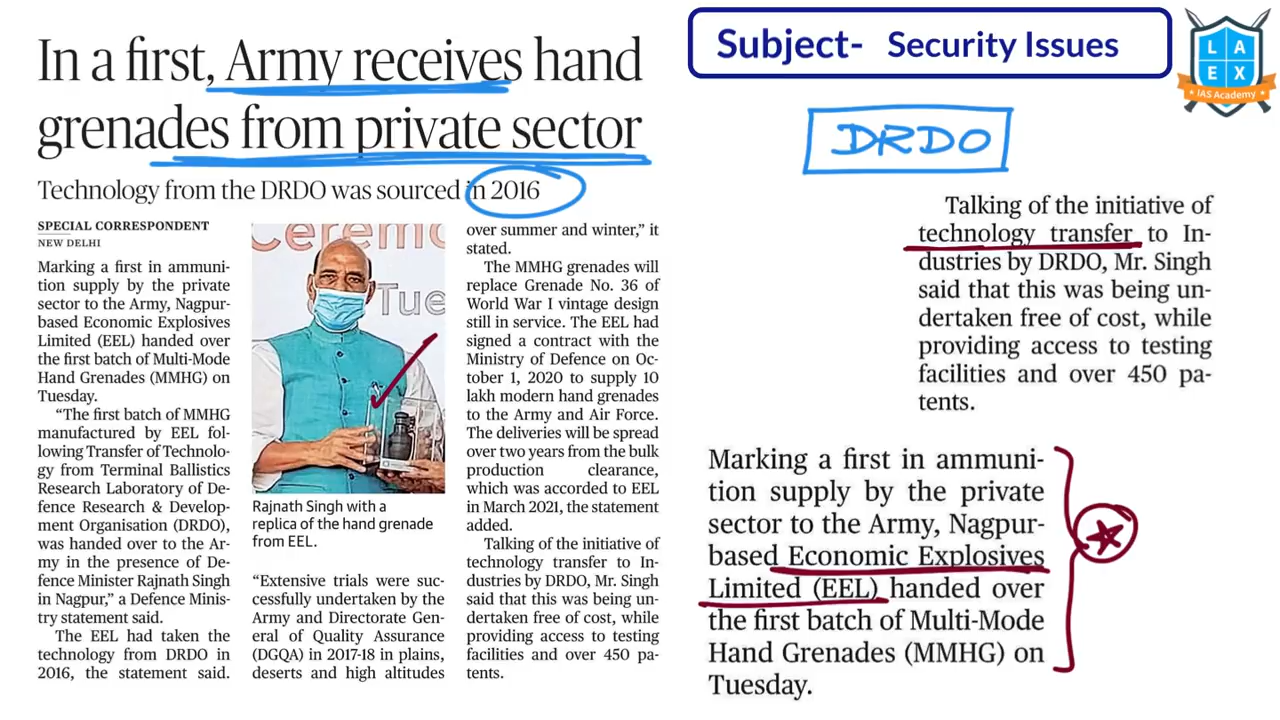 In a first, Army receives hand
grenades from private sector
Technology from the DRDO was sourced in 2016
SPECIAL CORRESPONDENT
NEW DELHI
Marking a first in ammuni-
tion supply by the private
sector to the Army, Nagpur-
based Economic Explosives
Limited (EEL) handed over
the first batch of Multi-Mode
Hand Grenades (MMHG) on
Tuesday.
“The first batch of MMHG
manufactured by EEL fol-
lowing Transfer of Technolo-
gy from Terminal Ballistics
Research Laboratory of De-
fence Research & Develop-
ment Organisation (DRDO),
was handed over to the Ar-
my in the presence of De-
fence Minister Rajnath Singh
in Nagpur,” a Defence Minis-
try statement said.
The EEL had taken the
technology from DRDO in
2016, the statement said.
Ceremo
Tue
Rajnath Singh with a
replica of the hand grenade
from EEL.
“Extensive trials were suc-
cessfully undertaken by the
Army and Directorate Gen-
eral of Quality Assurance
(DGQA) in 2017-18 in plains,
deserts and high altitudes
over summer and winter,” it
stated.
The MMHG grenades will
replace Grenade No. 36 of
World War I vintage design
still in service. The EEL had
signed a contract with the
Ministry of Defence on Oc-
tober 1, 2020 to supply 10
lakh modern hand grenades
to the Army and Air Force.
The deliveries will be spread
over two years from the bulk
production clearance,
which was accorded to EEL
in March 2021, the statement
added.
Talking of the initiative of
technology transfer to In-
dustries by DRDO, Mr. Singh
said that this was being un-
dertaken free of cost, while
providing access to testing
facilities and over 450 pa-
tents.
Subject- Security Issues
L A
E X
IAS Academy
DRDO
Talking of the initiative of
technology transfer to In-
dustries by DRDO, Mr. Singh
said that this was being un-
dertaken free of cost, while
providing access to testing
facilities and over 450 pa-
tents.
Marking a first in ammuni-
tion supply by the private
sector to the Army, Nagpur-
based Economic Explosives
Limited (EEL) handed over
the first batch of Multi-Mode
Hand Grenades (MMHG) on
Tuesday.